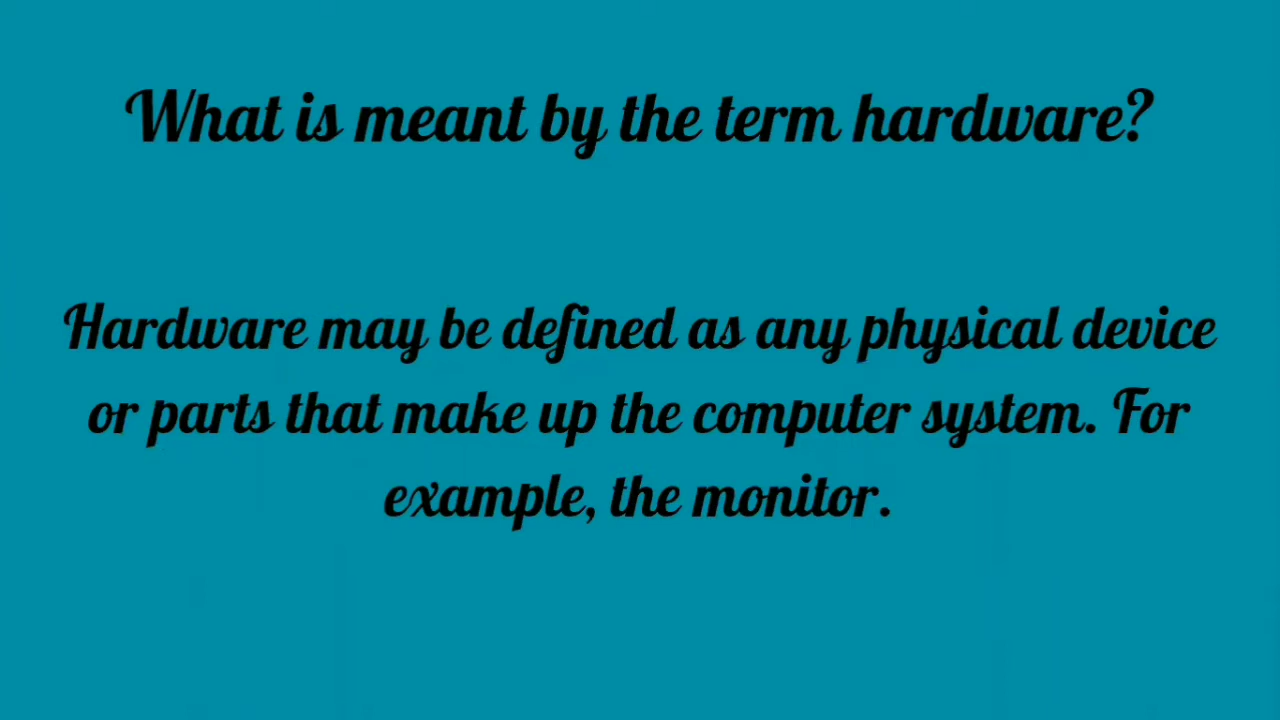 What is meant by the term hardware?
Hardware may be defined as any physical device
or parts that make up the computer system. For
example, the monitor.